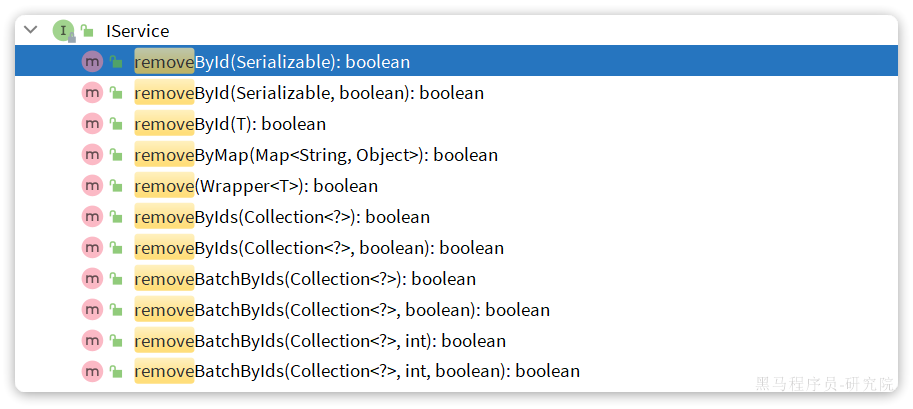 IService
removeById(Serializable): boolean
removeById(Serializable, boolean): boolean
removeById(T): boolean
removeByMap(Map<String, Object>): boolean
remove(Wrapper<T>): boolean
removeByIds(Collection<?>): boolean
removeByIds(Collection<?>, boolean): boolean
removeBatchByIds(Collection<?>): boolean
removeBatchByIds(Collection<?>, boolean): boolean
removeBatchByIds(Collection<?>, int): boolean
removeBatchByIds(Collection<?>, int, boolean): boolean
黑马程序员-研究院